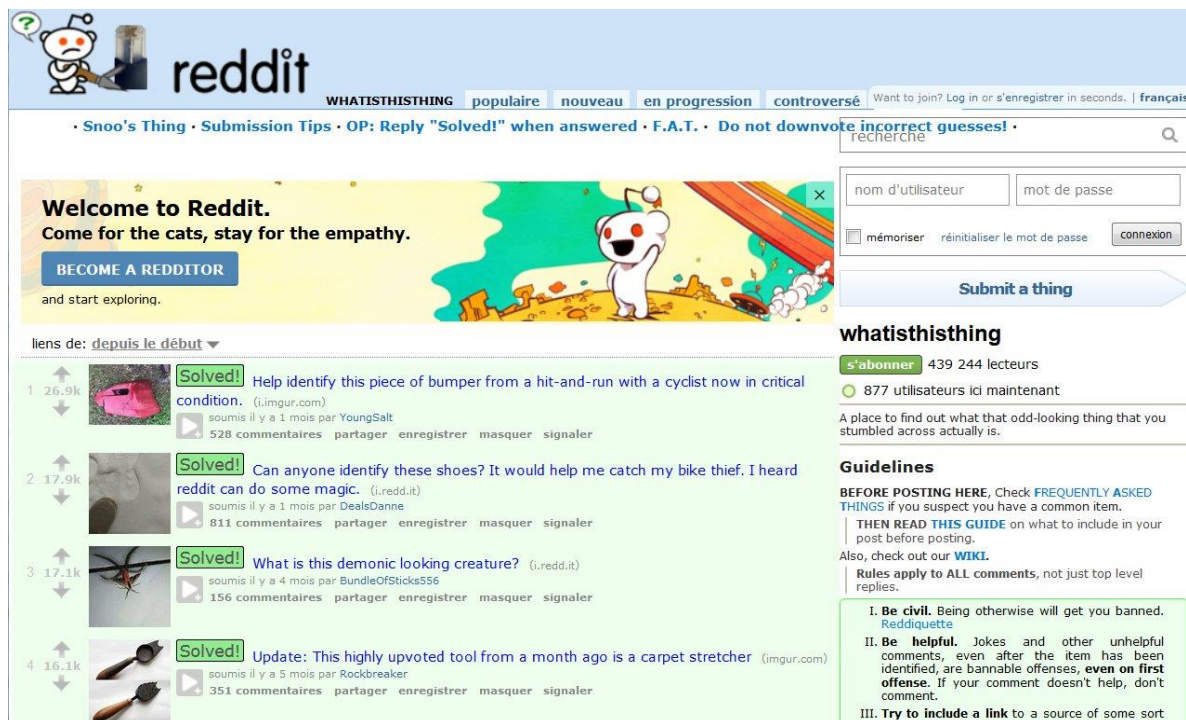 reddit
WHATISTHISTHING populaire nouveau en progression controversé
Want to join? Log in or s'enregistrer in seconds. | français
· Snoo's Thing · Submission Tips · OP: Reply "Solved!" when answered · F.A.T. · Do not downvote incorrect guesses! ·
recherche
Welcome to Reddit.
Come for the cats, stay for the empathy.
BECOME A REDDITOR
and start exploring.
liens de: depuis le début
1 26.9k
Solved! Help identify this piece of bumper from a hit-and-run with a cyclist now in critical
condition. (i.imgur.com)
soumis il y a 1 mois par YoungSalt
528 commentaires partager enregistrer masquer signaler
2 17.9k
Solved! Can anyone identify these shoes? It would help me catch my bike thief. I heard
reddit can do some magic. (i.redd.it)
soumis il y a 1 mois par DealsDanne
811 commentaires partager enregistrer masquer signaler
3 17.1k
Solved! What is this demonic looking creature? (i.redd.it)
soumis il y a 4 mois par BundleOfSticks556
156 commentaires partager enregistrer masquer signaler
4 16.1k
Solved! Update: This highly upvoted tool from a month ago is a carpet stretcher (imgur.com)
soumis il y a 5 mois par Rockbreaker
351 commentaires partager enregistrer masquer signaler
nom d'utilisateur mot de passe
mémoriser réinitialiser le mot de passe connexion
Submit a thing
whatisthisthing
s'abonner 439 244 lecteurs
877 utilisateurs ici maintenant
A place to find out what that odd-looking thing that you
stumbled across actually is.
Guidelines
BEFORE POSTING HERE, Check FREQUENTLY ASKED
THINGS if you suspect you have a common item.
THEN READ THIS GUIDE on what to include in your
post before posting.
Also, check out our WIKI.
Rules apply to ALL comments, not just top level
replies.
I. Be civil. Being otherwise will get you banned.
Reddiquette
II. Be helpful. Jokes and other unhelpful
comments, even after the item has been
identified, are bannable offenses, even on first
offense. If your comment doesn't help, don't
comment.
III. Try to include a link to a source of some sort